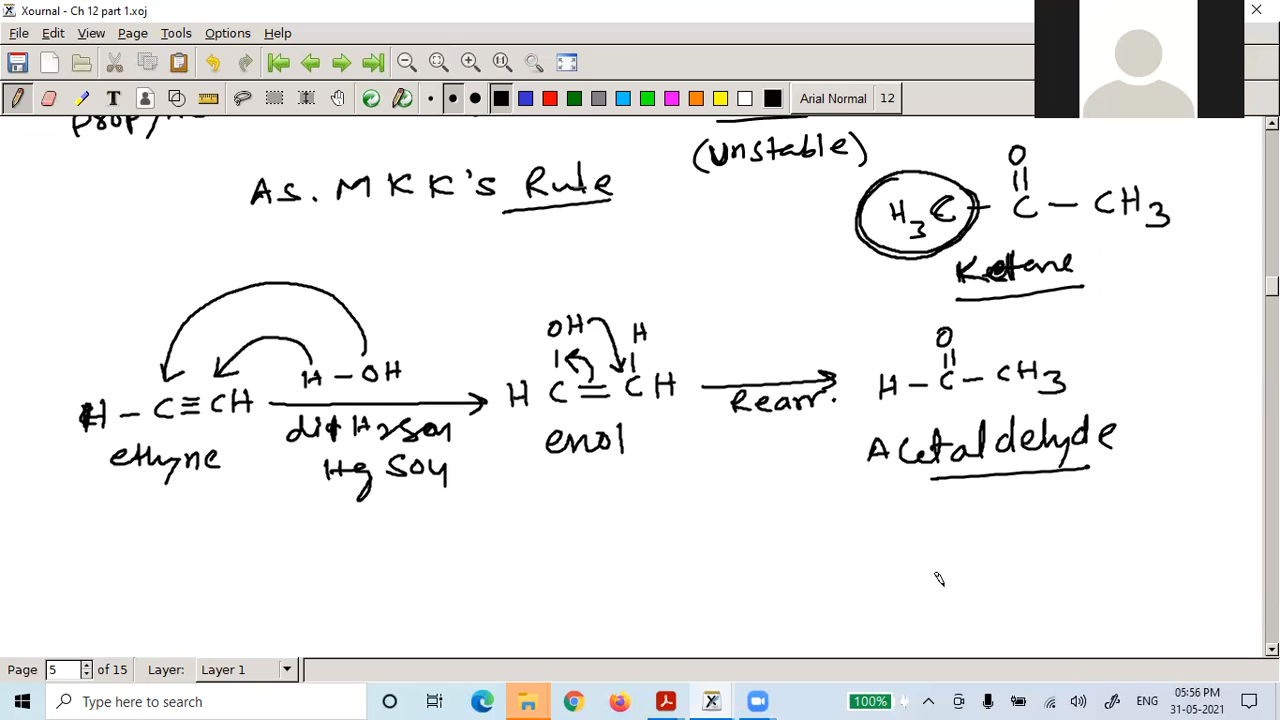 Xournal - Ch 12 part 1.xoj
File Edit View Page Tools Options Help
Arial Normal 12
(Unstable)
As. MKK's Rule
O
H3C - C - CH3
Ketone
OH H
O
H - OH
H - C ≡ CH
H C = C H
Rearr.
H - C - CH3
dil H2SO4
HgSO4
ethyne
enol
Acetaldehyde
Page 5 of 15 Layer: Layer 1
Type here to search
100% ENG 05:56 PM
31-05-2021